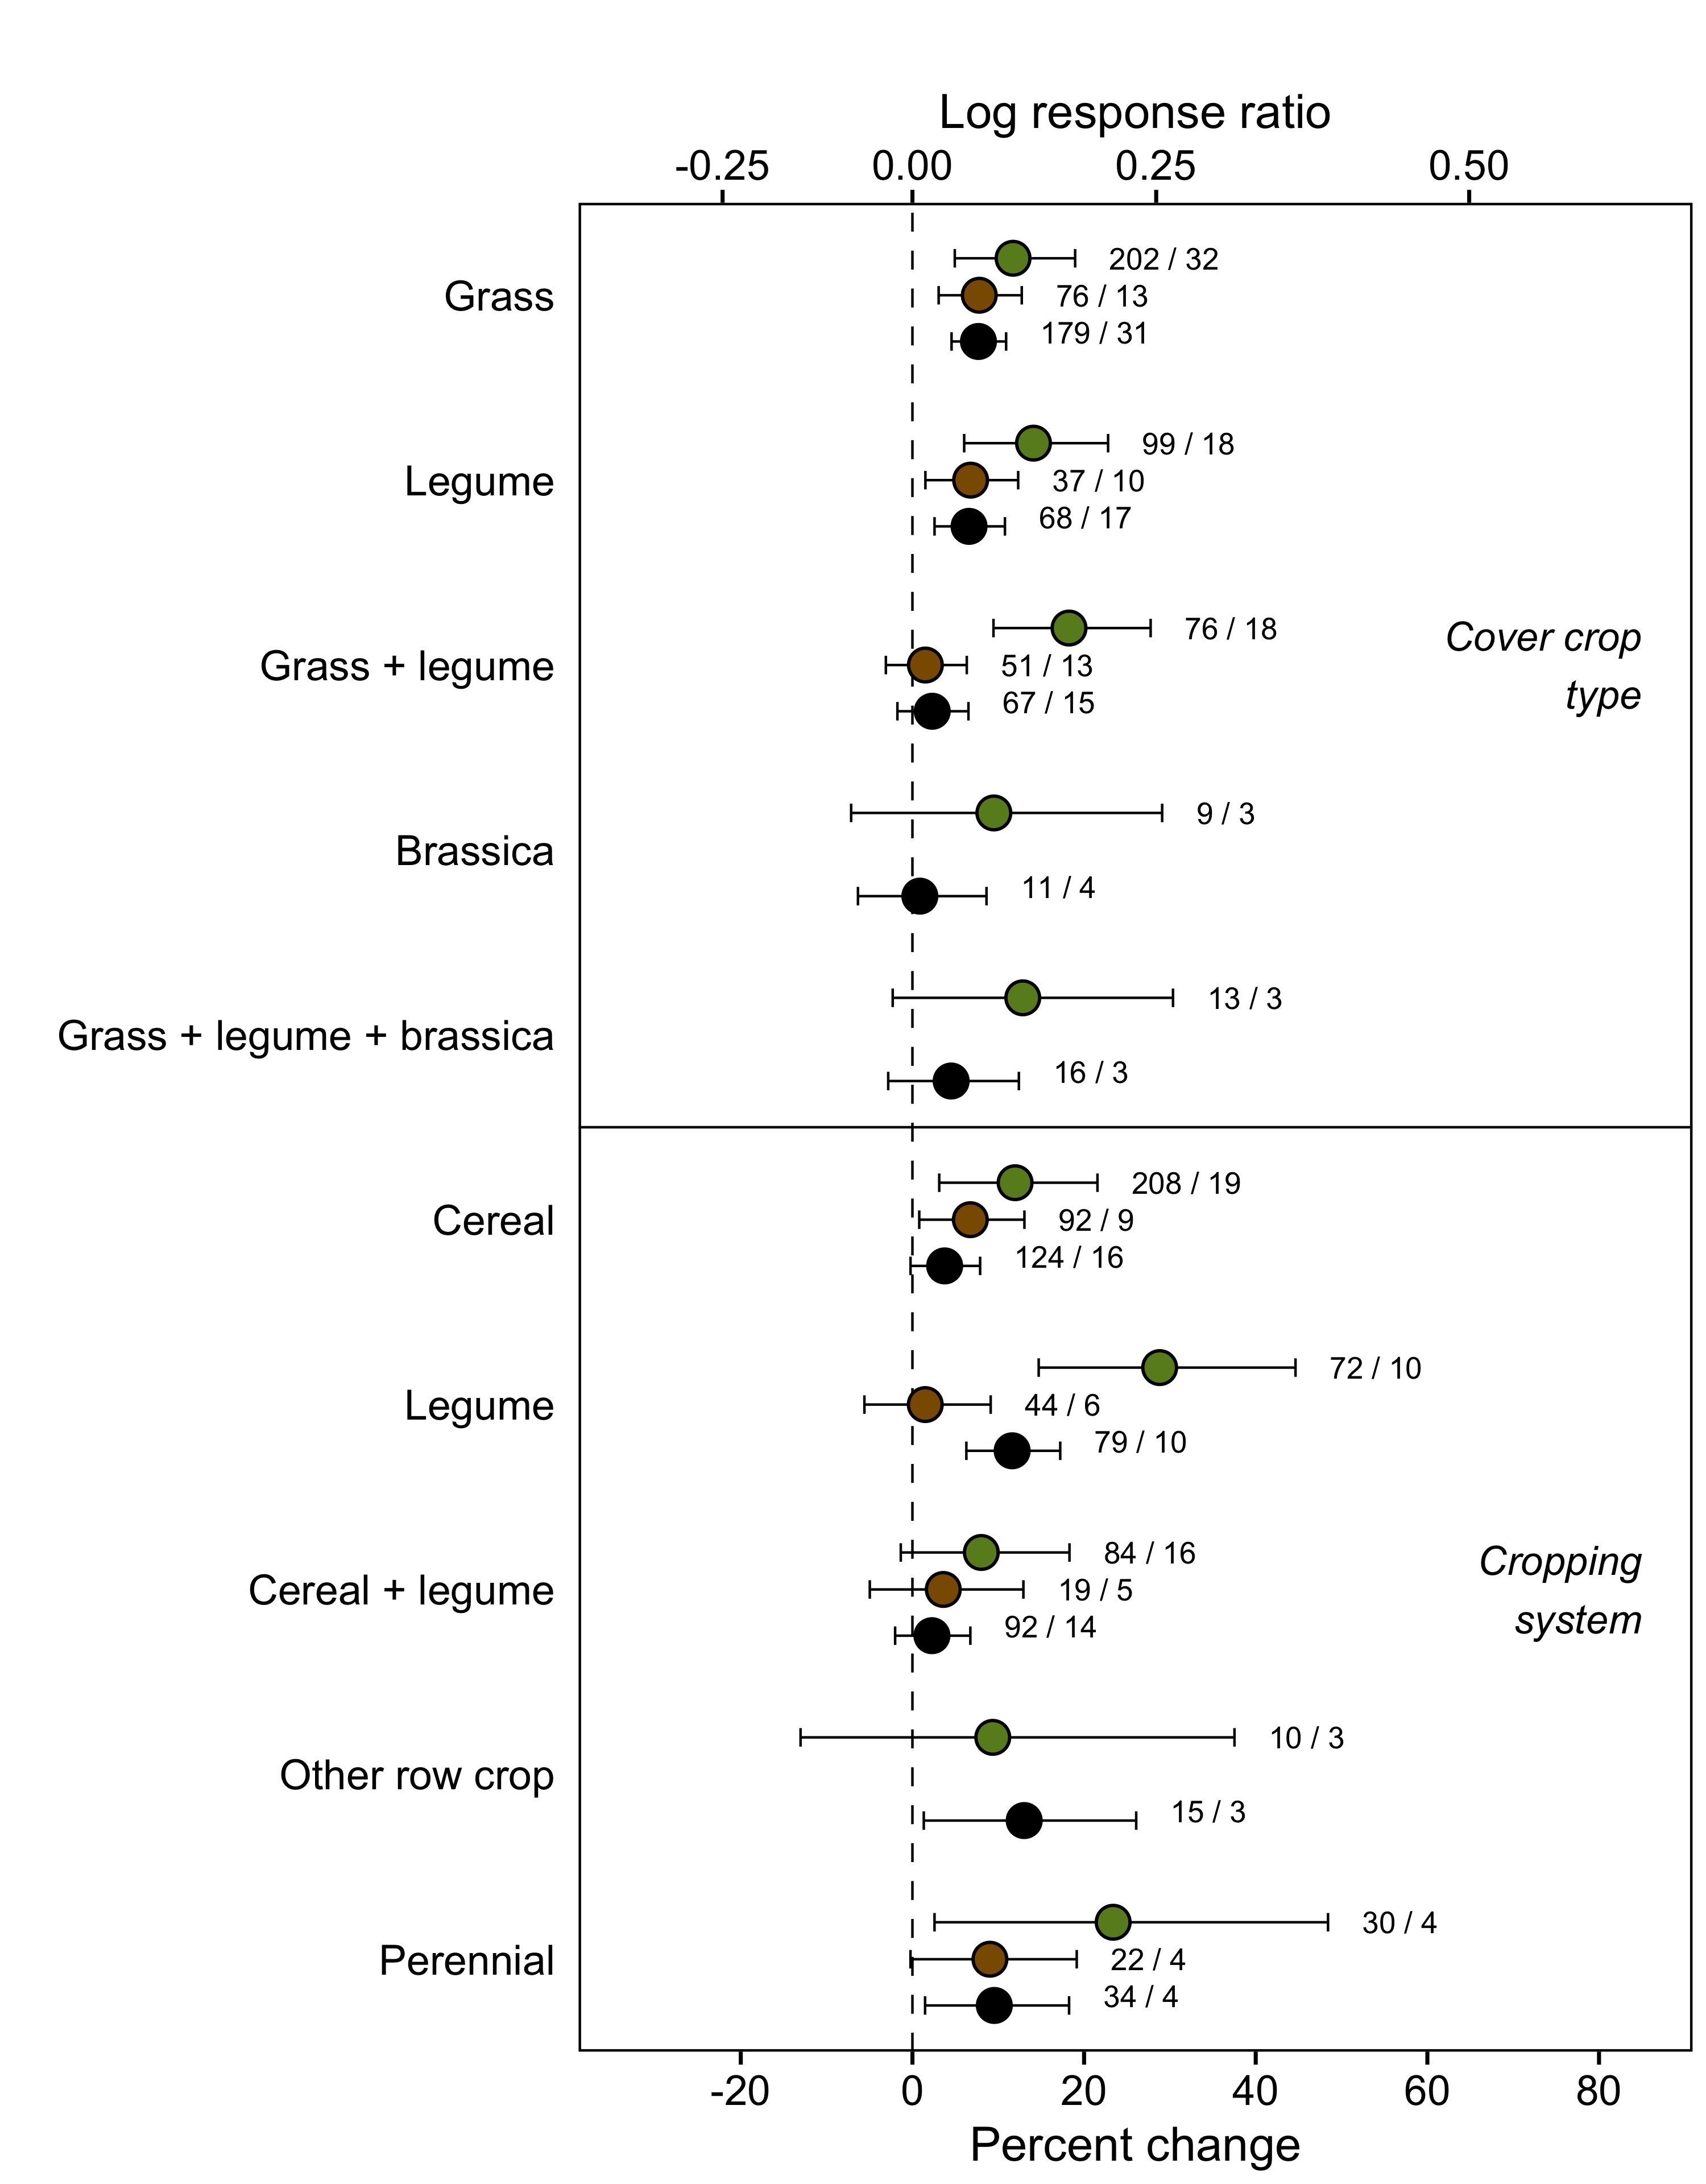 Log response ratio
-0.25 0.00 0.25 0.50
202 / 32
Grass 76 / 13
179 / 31
99 / 18
Legume 37 / 10
68 / 17
76 / 18
Cover crop
Grass + legume 51 / 13
type
67 / 15
9 / 3
Brassica
11 / 4
13 / 3
Grass + legume + brassica
16 / 3
208 / 19
Cereal 92 / 9
124 / 16
72 / 10
Legume 44 / 6
79 / 10
84 / 16
Cropping
Cereal + legume 19 / 5
system
92 / 14
10 / 3
Other row crop
15 / 3
30 / 4
Perennial 22 / 4
34 / 4
-20 0 20 40 60 80
Percent change